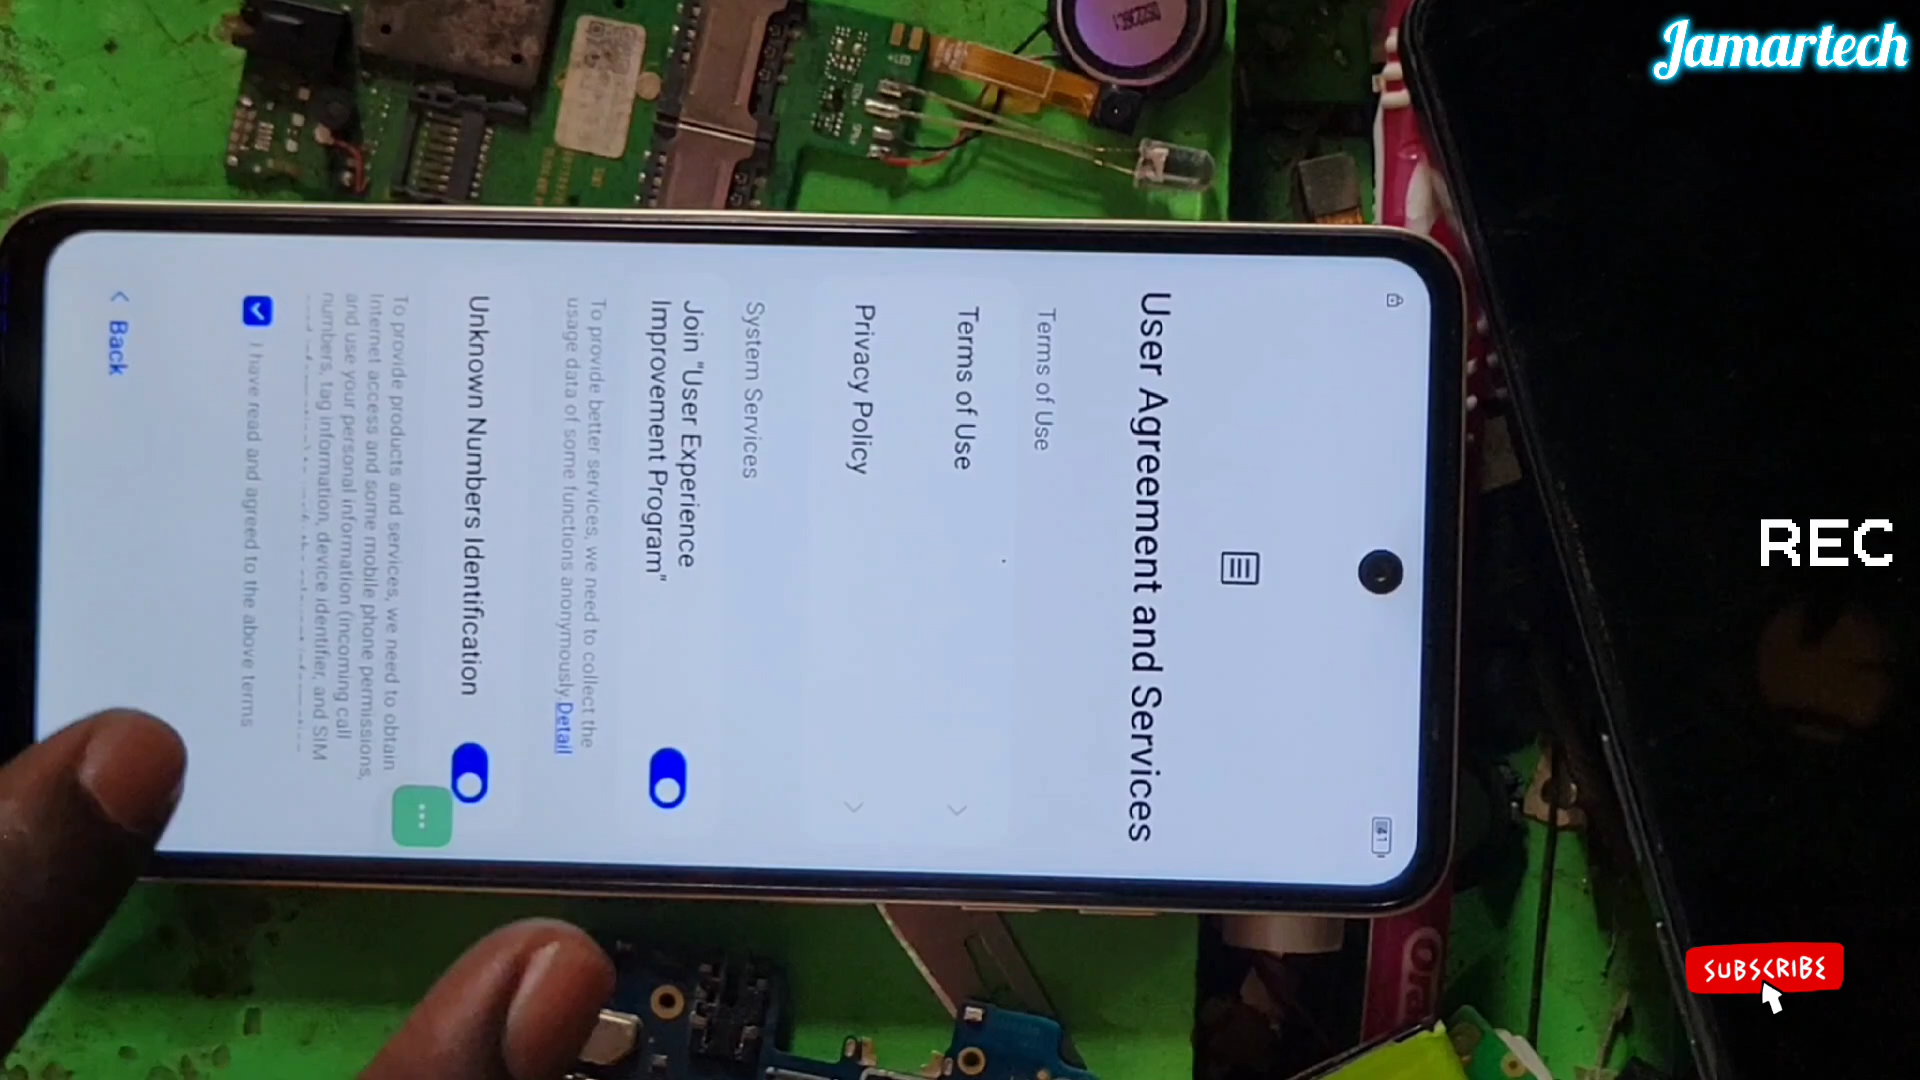 Jamartech
41
User Agreement and Services
Terms of Use
Terms of Use
Privacy Policy
System Services
Join "User Experience
Improvement Program"
To provide better services, we need to collect the
usage data of some functions anonymously.Detail
Unknown Numbers Identification
To provide products and services, we need to obtain
Internet access and some mobile phone permissions,
and use your personal information (incoming call
numbers, tag information, device identifier, and SIM
I have read and agreed to the above terms
< Back
REC
SUBSCRIBE